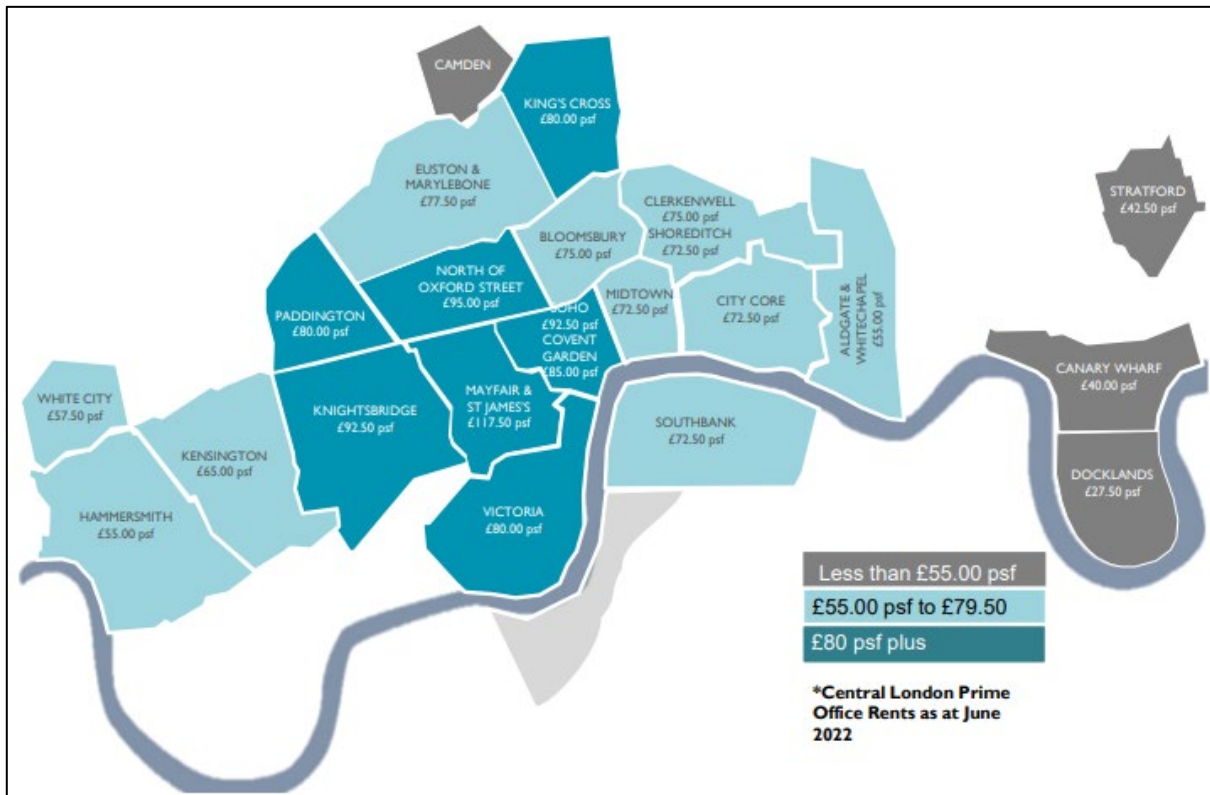 CAMDEN
KING'S CROSS
£80.00 psf
EUSTON &
MARYLEBONE
£77.50 psf
STRATFORD
£42.50 psf
CLERKENWELL
£75.00 psf
SHOREDITCH
£72.50 psf
BLOOMSBURY
£75.00 psf
NORTH OF
OXFORD STREET
£95.00 psf
PADDINGTON
£80.00 psf
SOHO
£92.50 psf
COVENT
GARDEN
£85.00 psf
MIDTOWN
£72.50 psf
CITY CORE
£72.50 psf
ALDGATE &
WHITECHAPEL
£55.00 psf
CANARY WHARF
£40.00 psf
WHITE CITY
£57.50 psf
KNIGHTSBRIDGE
£92.50 psf
MAYFAIR &
ST JAMES'S
£117.50 psf
SOUTHBANK
£72.50 psf
KENSINGTON
£65.00 psf
DOCKLANDS
£27.50 psf
HAMMERSMITH
£55.00 psf
VICTORIA
£80.00 psf
Less than £55.00 psf
£55.00 psf to £79.50
£80 psf plus
*Central London Prime
Office Rents as at June
2022